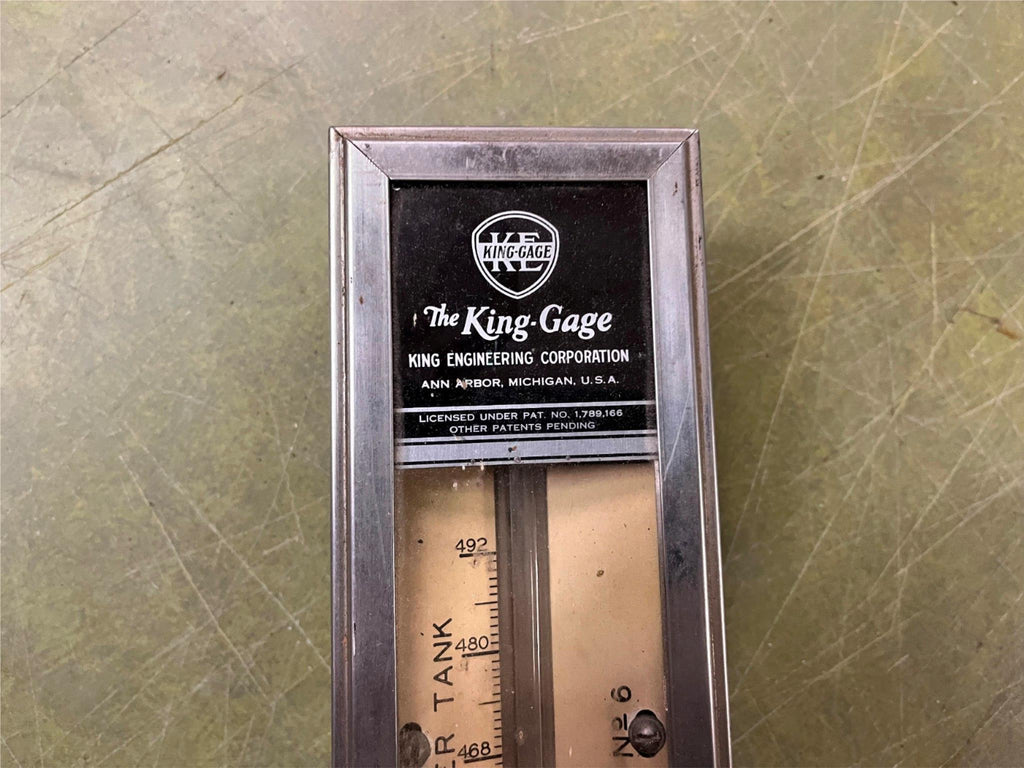 KE
KING-GAGE
The King-Gage
KING ENGINEERING CORPORATION
ANN ARBOR, MICHIGAN, U.S.A.
LICENSED UNDER PAT. NO. 1,789,166
OTHER PATENTS PENDING
492
480
468
TANK
Nº 6